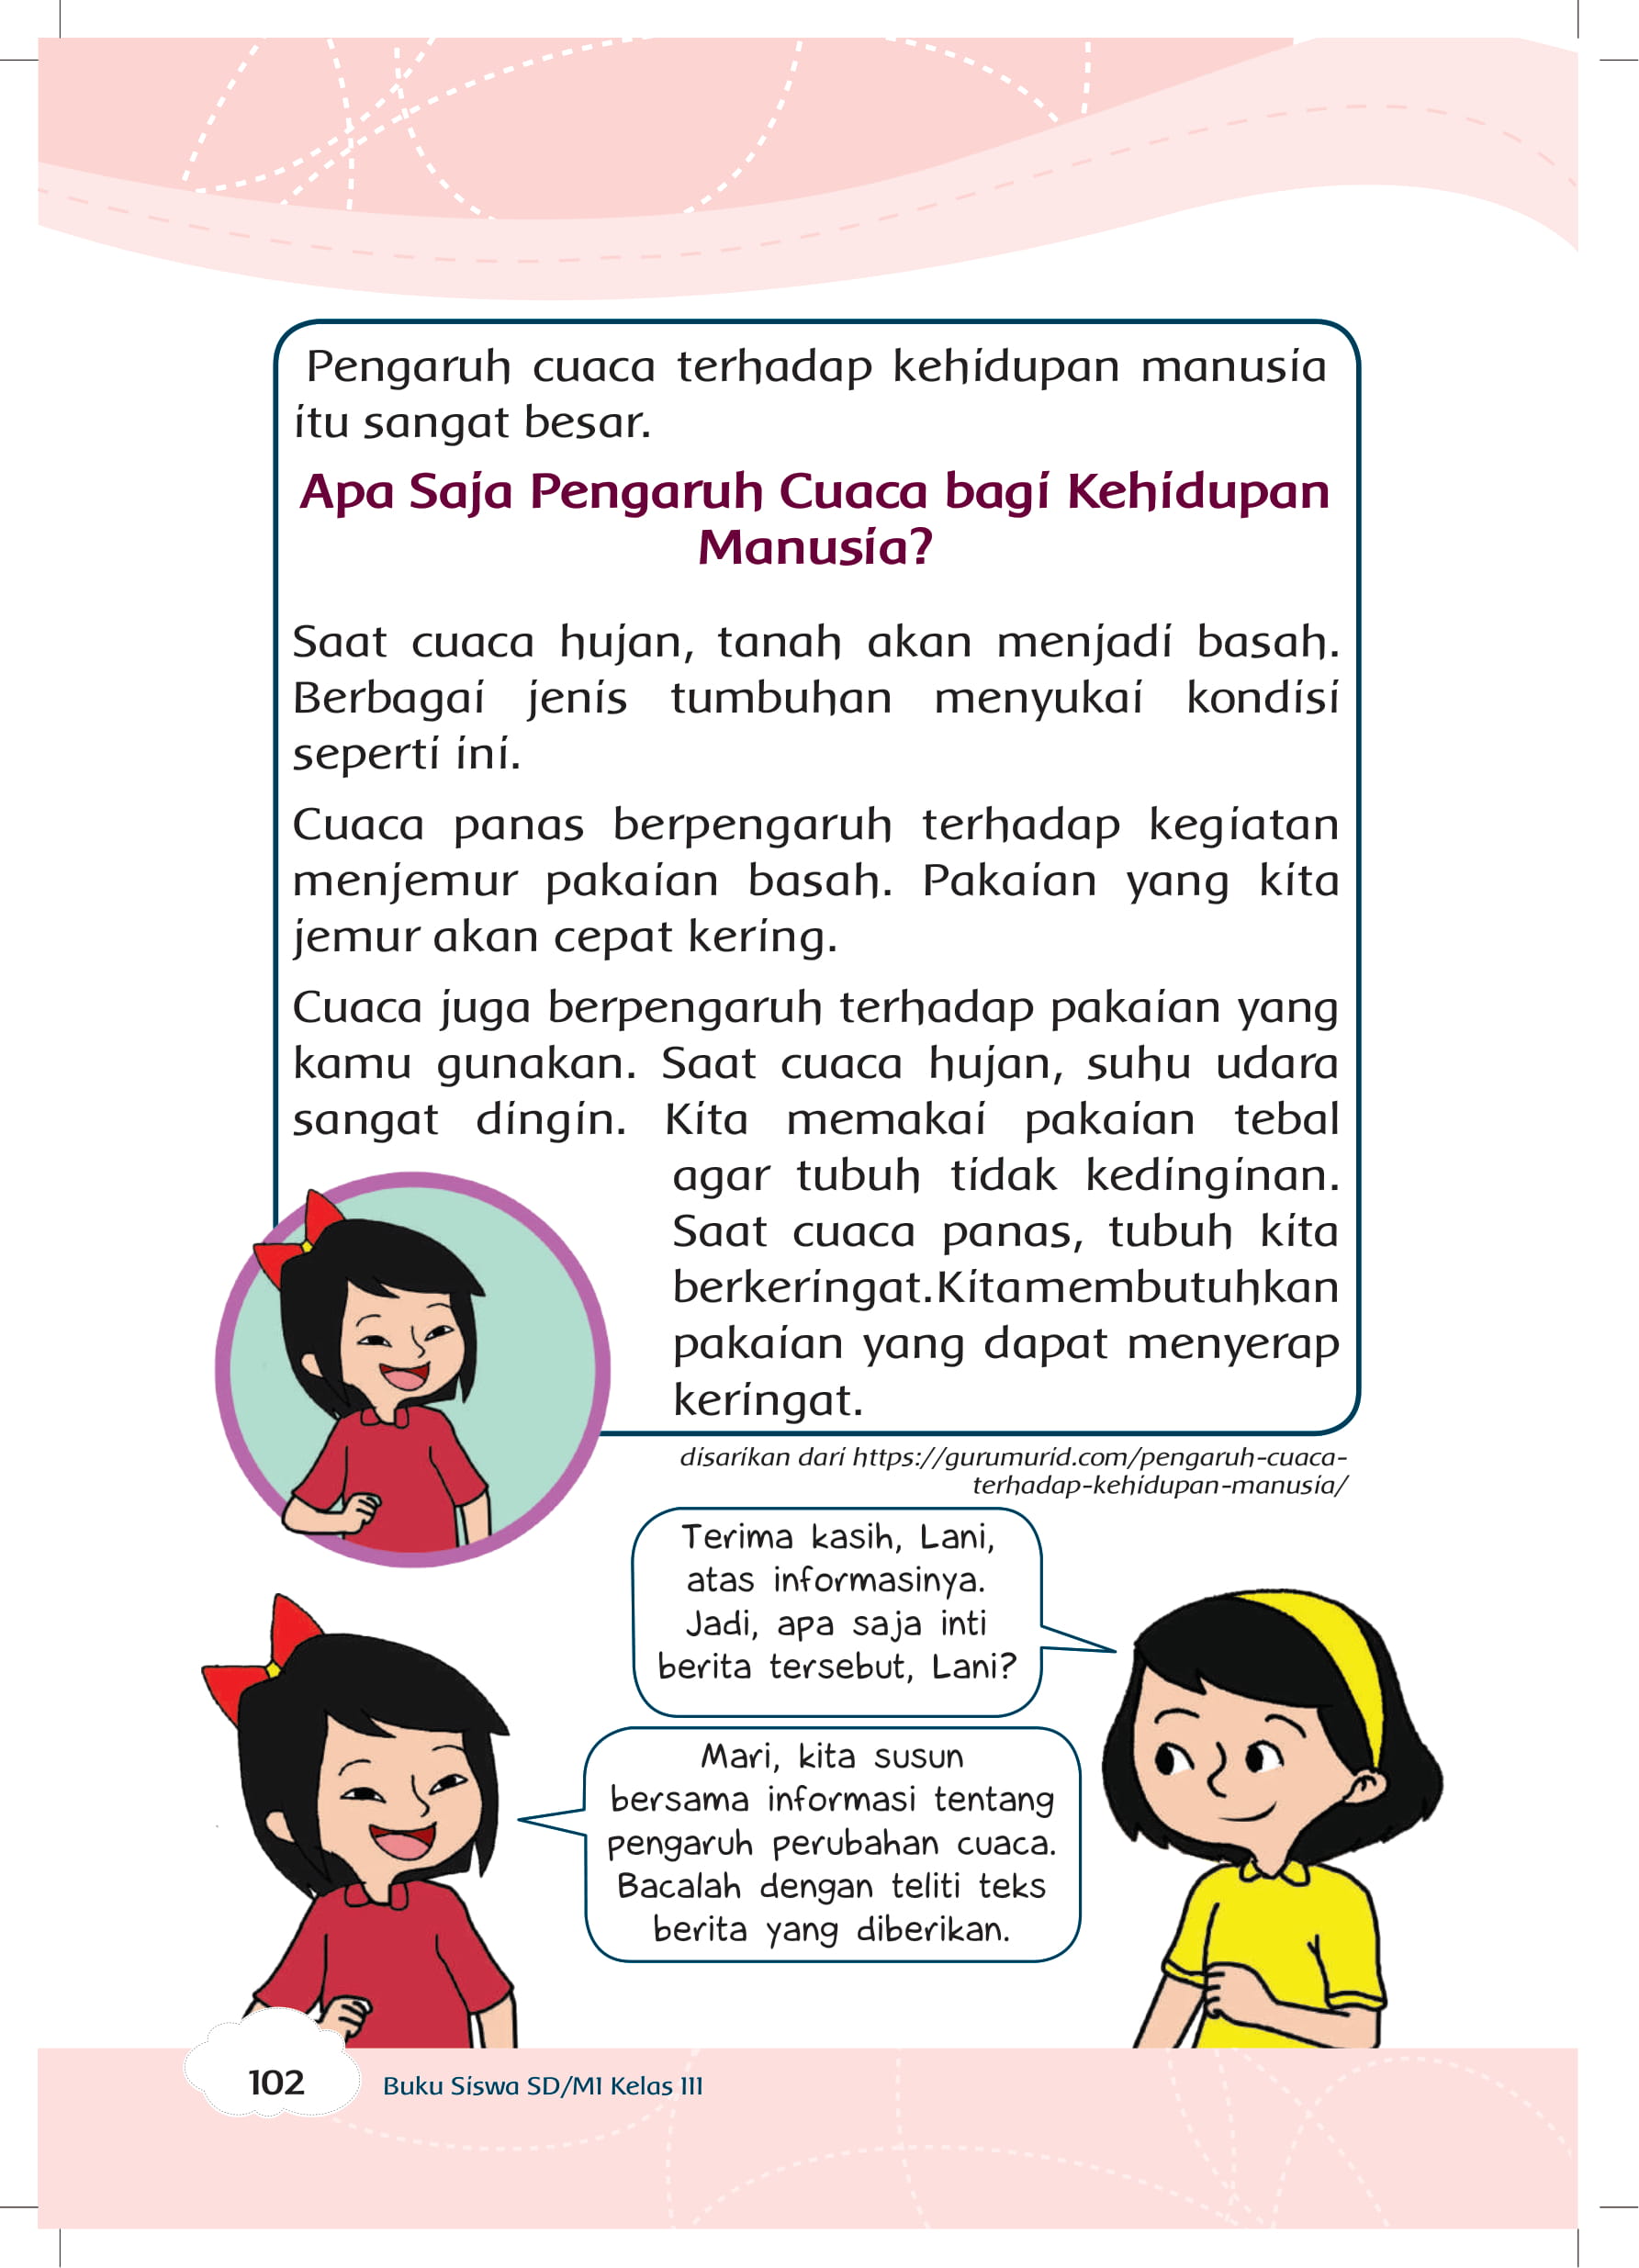 Pengaruh cuaca terhadap kehidupan manusia
itu sangat besar.
Apa Saja Pengaruh Cuaca bagi Kehidupan
Manusia?
Saat cuaca hujan, tanah akan menjadi basah.
Berbagai jenis tumbuhan menyukai kondisi
seperti ini.
Cuaca panas berpengaruh terhadap kegiatan
menjemur pakaian basah. Pakaian yang kita
jemur akan cepat kering.
Cuaca juga berpengaruh terhadap pakaian yang
kamu gunakan. Saat cuaca hujan, suhu udara
sangat dingin. Kita memakai pakaian tebal
agar tubuh tidak kedinginan.
Saat cuaca panas, tubuh kita
berkeringat.Kitamembutuhkan
pakaian yang dapat menyerap
keringat.
disarikan dari https://gurumurid.com/pengaruh-cuaca-
terhadap-kehidupan-manusia/
Terima kasih, Lani,
atas informasinya.
Jadi, apa saja inti
berita tersebut, Lani?
Mari, kita susun
bersama informasi tentang
pengaruh perubahan cuaca.
Bacalah dengan teliti teks
berita yang diberikan.
102
Buku Siswa SD/MI Kelas III